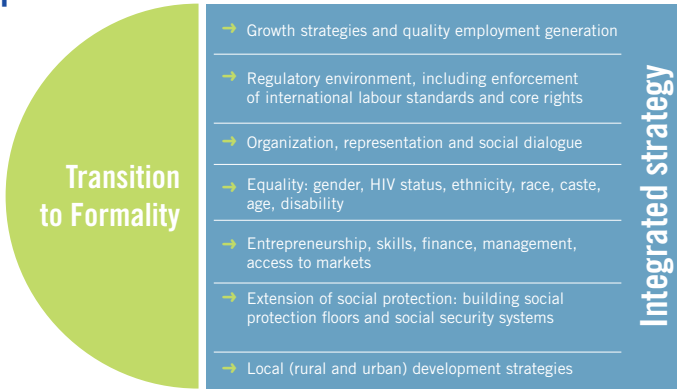 Transition
to Formality
→ Growth strategies and quality employment generation
→ Regulatory environment, including enforcement
of international labour standards and core rights
→ Organization, representation and social dialogue
→ Equality: gender, HIV status, ethnicity, race, caste,
age, disability
→ Entrepreneurship, skills, finance, management,
access to markets
→ Extension of social protection: building social
protection floors and social security systems
→ Local (rural and urban) development strategies
Integrated strategy